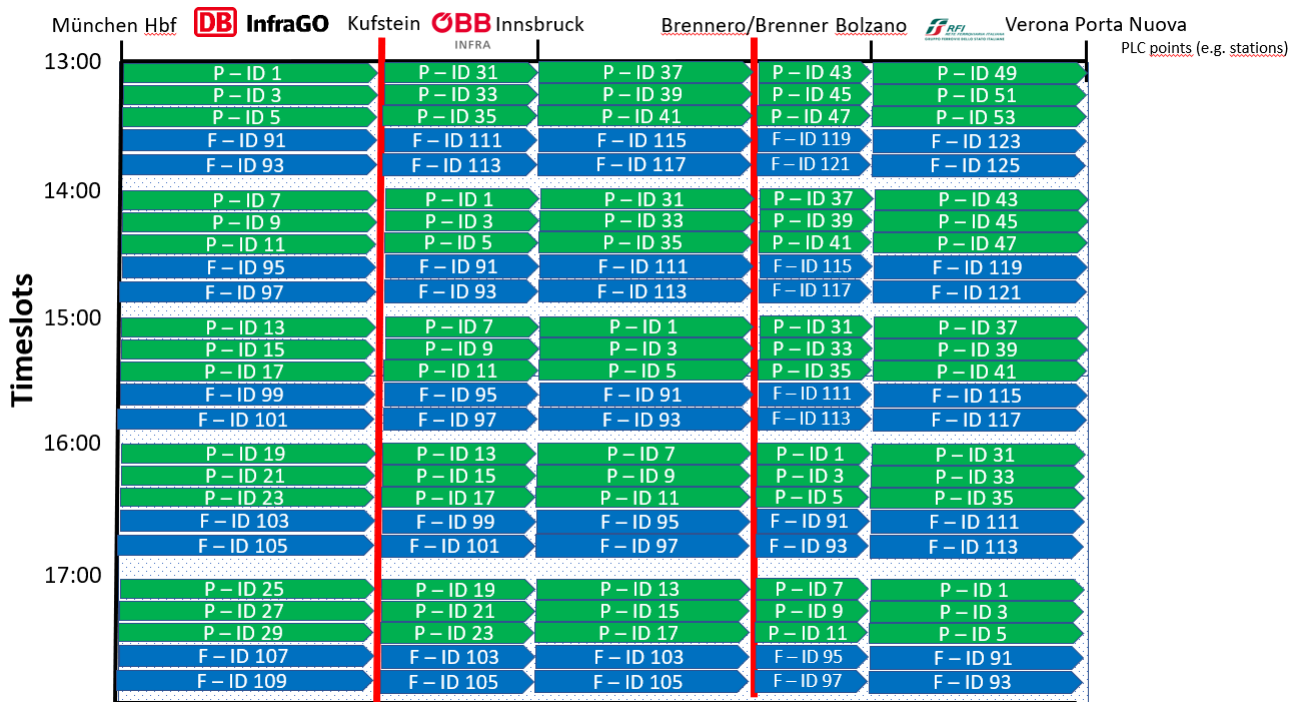 München Hbf DB InfraGO Kufstein ÖBB INFRA Innsbruck Brennero/Brenner Bolzano RFI Verona Porta Nuova
PLC points (e.g. stations)
Timeslots
13:00
P – ID 1 P – ID 31 P – ID 37 P – ID 43 P – ID 49
P – ID 3 P – ID 33 P – ID 39 P – ID 45 P – ID 51
P – ID 5 P – ID 35 P – ID 41 P – ID 47 P – ID 53
F – ID 91 F – ID 111 F – ID 115 F – ID 119 F – ID 123
F – ID 93 F – ID 113 F – ID 117 F – ID 121 F – ID 125
14:00
P – ID 7 P – ID 1 P – ID 31 P – ID 37 P – ID 43
P – ID 9 P – ID 3 P – ID 33 P – ID 39 P – ID 45
P – ID 11 P – ID 5 P – ID 35 P – ID 41 P – ID 47
F – ID 95 F – ID 91 F – ID 111 F – ID 115 F – ID 119
F – ID 97 F – ID 93 F – ID 113 F – ID 117 F – ID 121
15:00
P – ID 13 P – ID 7 P – ID 1 P – ID 31 P – ID 37
P – ID 15 P – ID 9 P – ID 3 P – ID 33 P – ID 39
P – ID 17 P – ID 11 P – ID 5 P – ID 35 P – ID 41
F – ID 99 F – ID 95 F – ID 91 F – ID 111 F – ID 115
F – ID 101 F – ID 97 F – ID 93 F – ID 113 F – ID 117
16:00
P – ID 19 P – ID 13 P – ID 7 P – ID 1 P – ID 31
P – ID 21 P – ID 15 P – ID 9 P – ID 3 P – ID 33
P – ID 23 P – ID 17 P – ID 11 P – ID 5 P – ID 35
F – ID 103 F – ID 99 F – ID 95 F – ID 91 F – ID 111
F – ID 105 F – ID 101 F – ID 97 F – ID 93 F – ID 113
17:00
P – ID 25 P – ID 19 P – ID 13 P – ID 7 P – ID 1
P – ID 27 P – ID 21 P – ID 15 P – ID 9 P – ID 3
P – ID 29 P – ID 23 P – ID 17 P – ID 11 P – ID 5
F – ID 107 F – ID 103 F – ID 103 F – ID 95 F – ID 91
F – ID 109 F – ID 105 F – ID 105 F – ID 97 F – ID 93